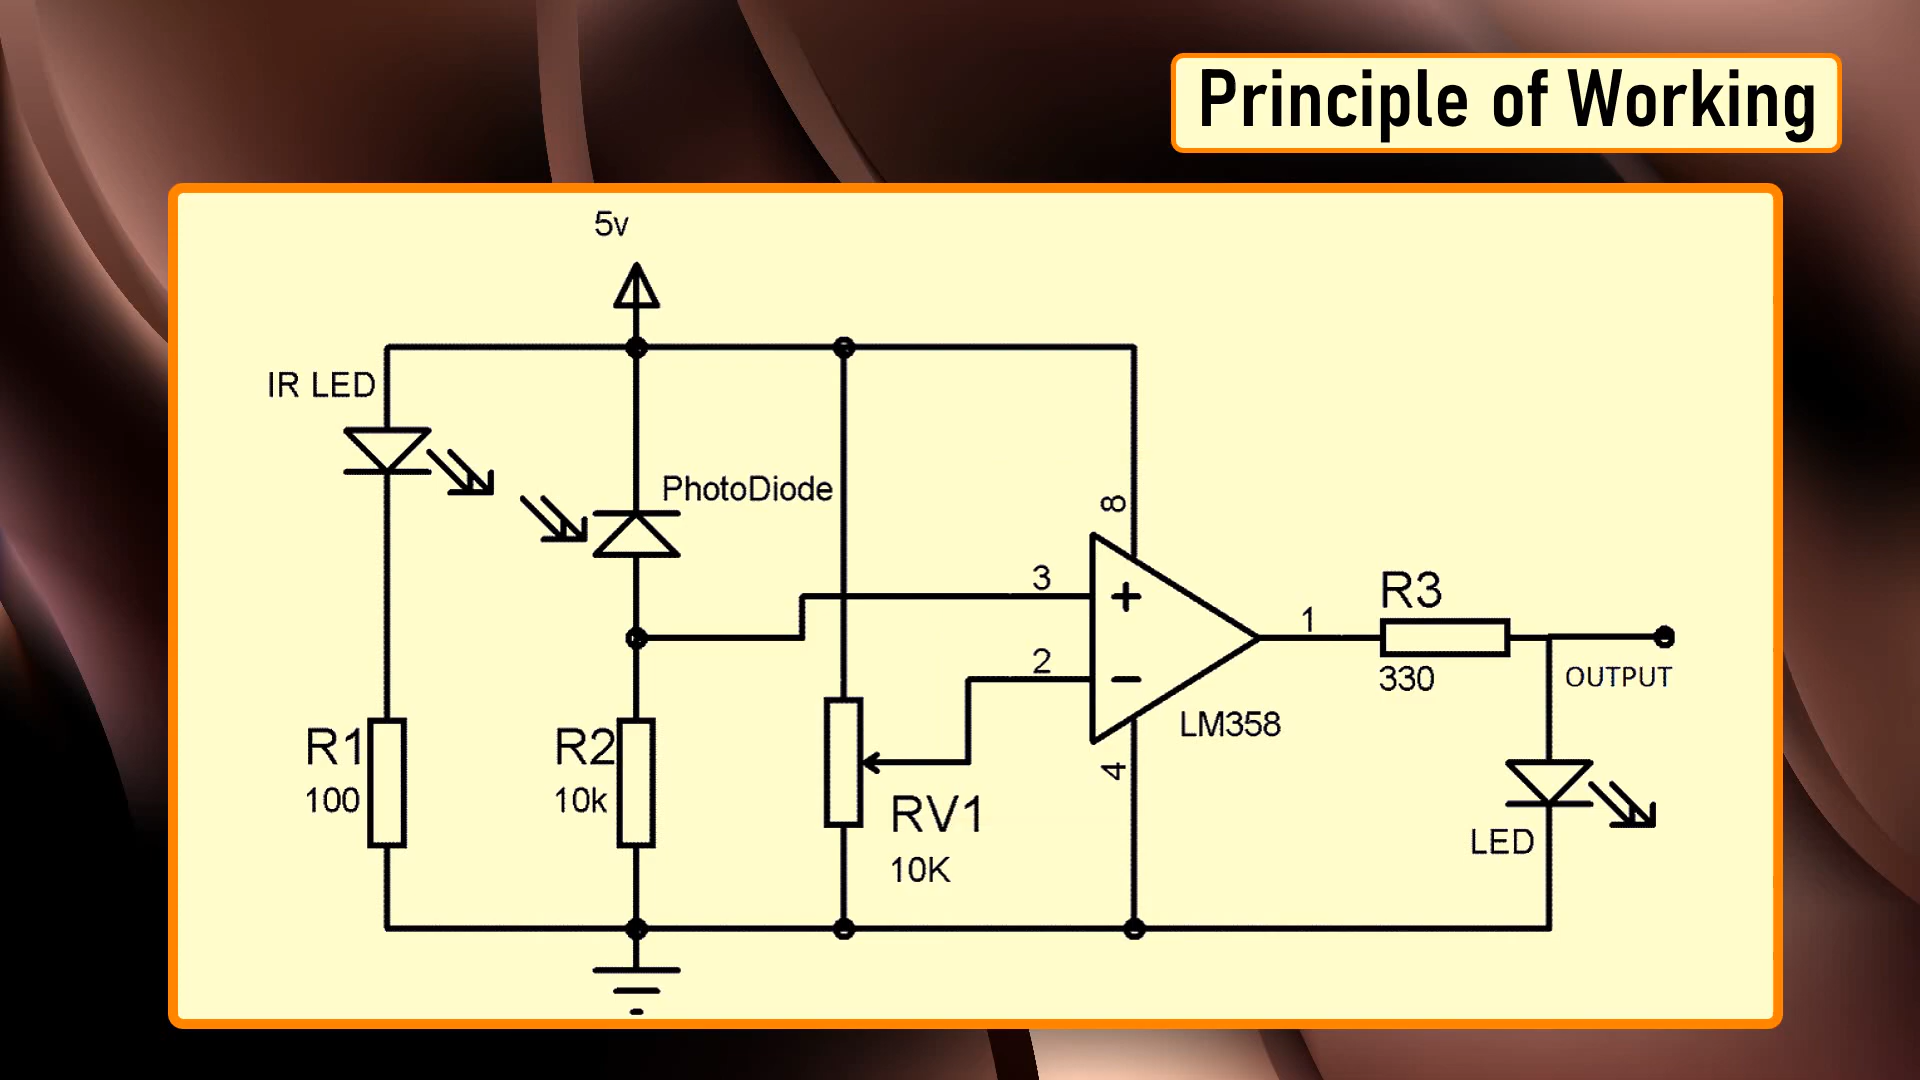 Principle of Working
5v
IR LED
PhotoDiode
8
3
+
2
−
1
R3
330
OUTPUT
LM358
4
R1
100
R2
10k
RV1
10K
LED